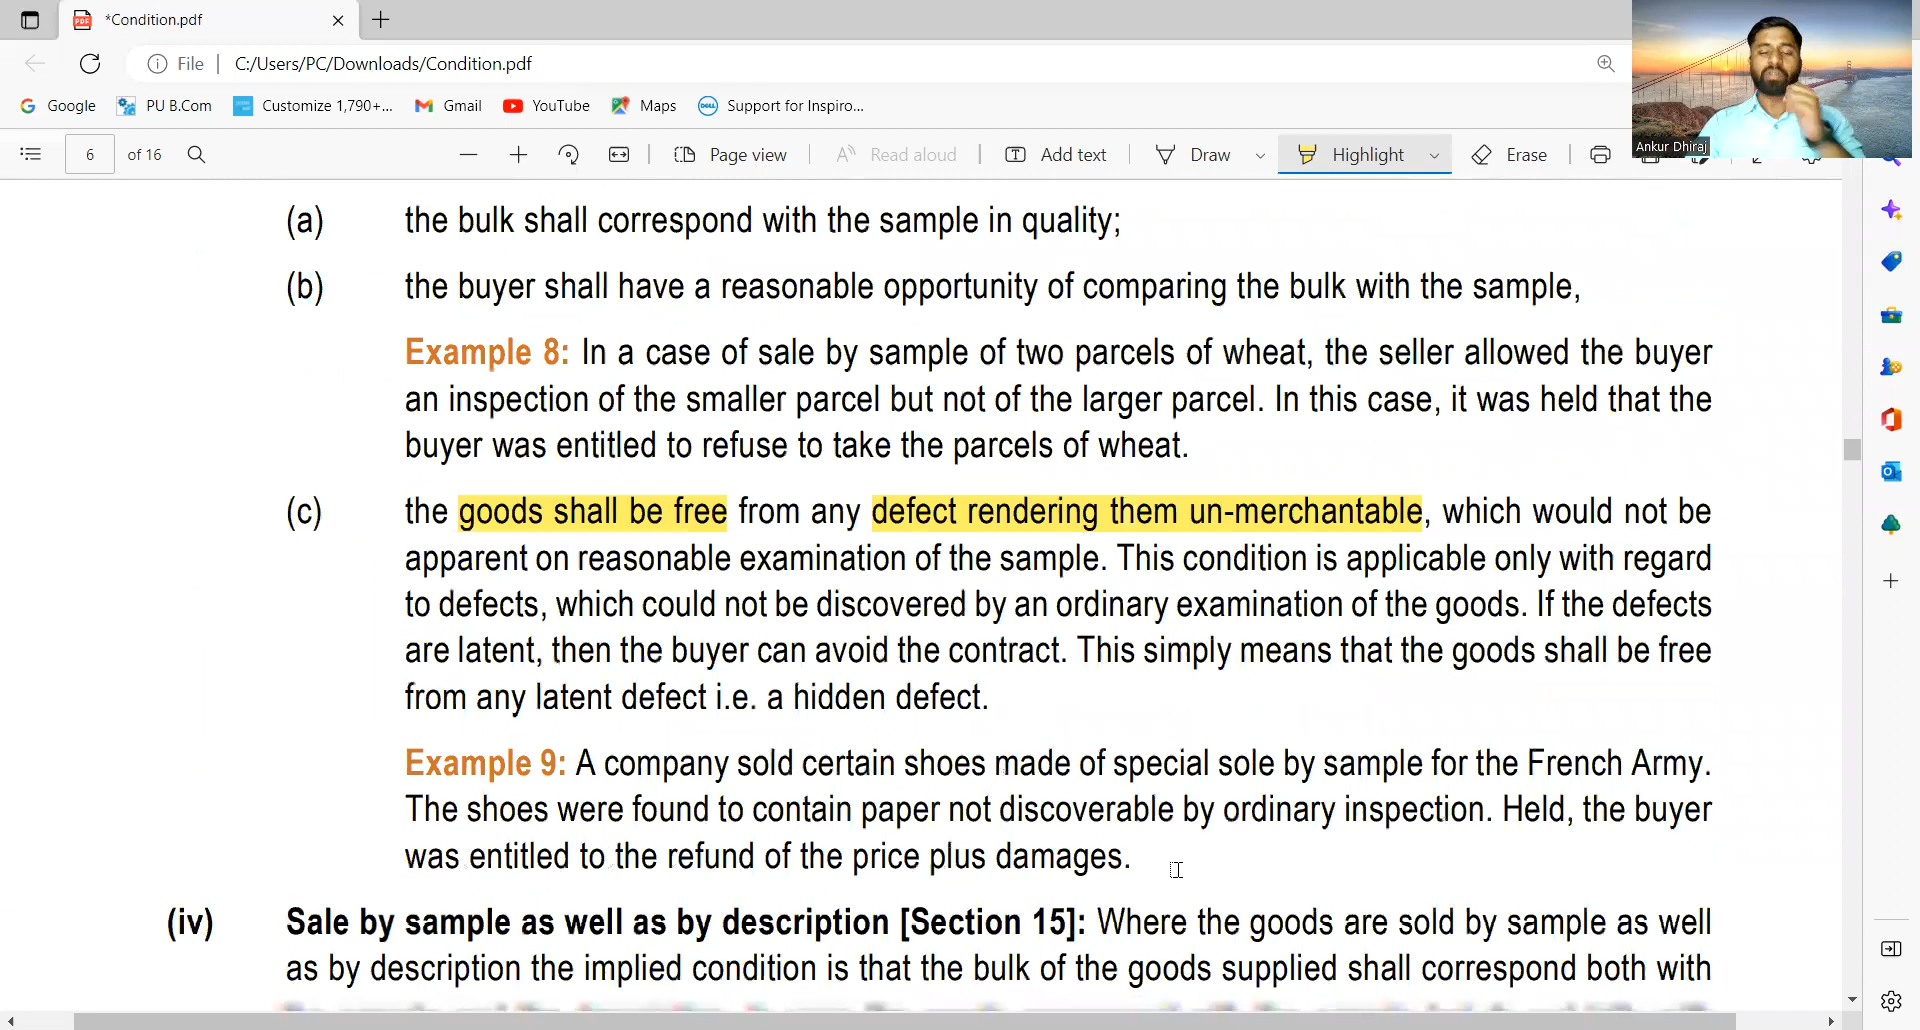 *Condition.pdf
File
C:/Users/PC/Downloads/Condition.pdf
Google
PU B.Com
Customize 1,790+...
Gmail
YouTube
Maps
DELL
Support for Inspiro...
6 of 16
Page view
Read aloud
Add text
Draw
Highlight
Erase
Ankur Dhiraj
(a) the bulk shall correspond with the sample in quality;
(b) the buyer shall have a reasonable opportunity of comparing the bulk with the sample,
Example 8: In a case of sale by sample of two parcels of wheat, the seller allowed the buyer
an inspection of the smaller parcel but not of the larger parcel. In this case, it was held that the
buyer was entitled to refuse to take the parcels of wheat.
(c) the goods shall be free from any defect rendering them un-merchantable, which would not be
apparent on reasonable examination of the sample. This condition is applicable only with regard
to defects, which could not be discovered by an ordinary examination of the goods. If the defects
are latent, then the buyer can avoid the contract. This simply means that the goods shall be free
from any latent defect i.e. a hidden defect.
Example 9: A company sold certain shoes made of special sole by sample for the French Army.
The shoes were found to contain paper not discoverable by ordinary inspection. Held, the buyer
was entitled to the refund of the price plus damages.
(iv) Sale by sample as well as by description [Section 15]: Where the goods are sold by sample as well
as by description the implied condition is that the bulk of the goods supplied shall correspond both with